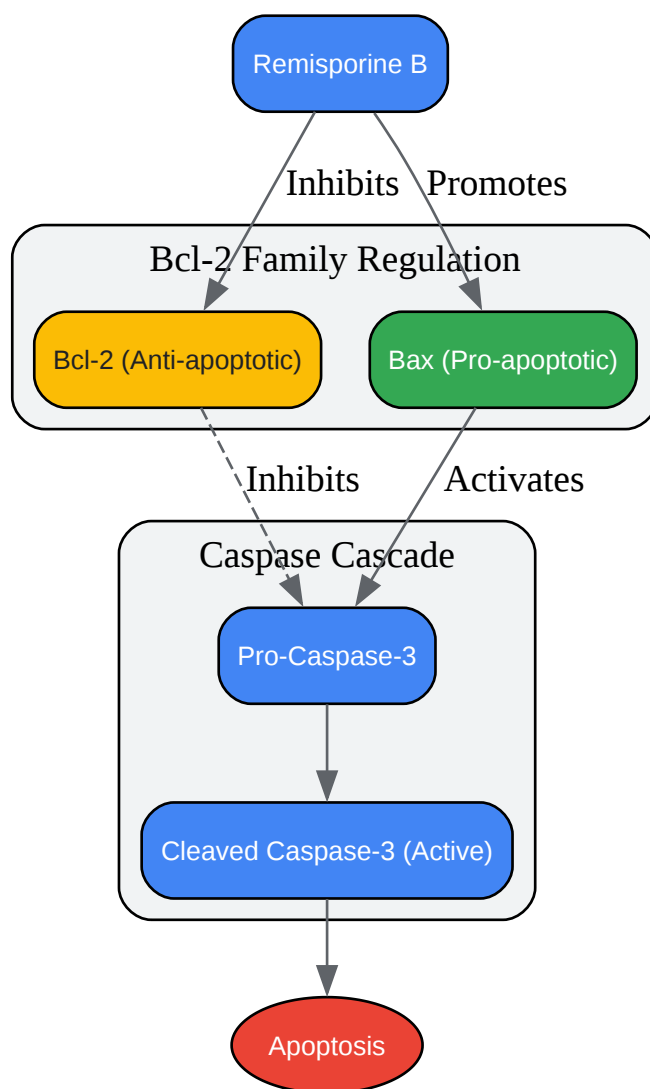 Remisporine B
Inhibits
Promotes
Bcl-2 Family Regulation
Bcl-2 (Anti-apoptotic)
Bax (Pro-apoptotic)
Inhibits
Activates
Caspase Cascade
Pro-Caspase-3
Cleaved Caspase-3 (Active)
Apoptosis